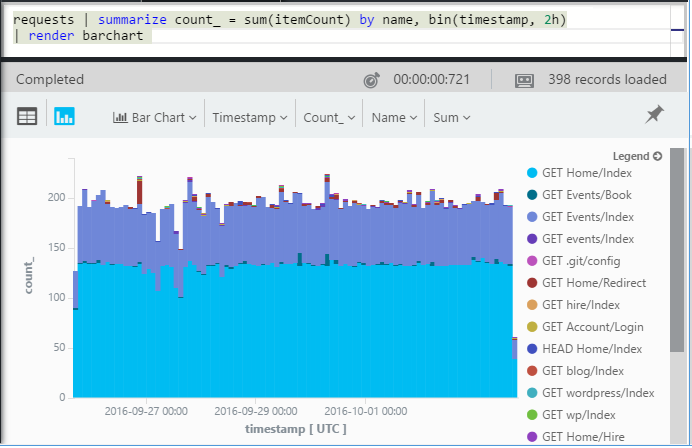 requests | summarize count_ = sum(itemCount) by name, bin(timestamp, 2h)
| render barchart
Completed
00:00:00:721
398 records loaded
Bar Chart
Timestamp
Count_
Name
Sum
Legend
GET Home/Index
GET Events/Book
GET Events/Index
GET events/Index
GET .git/config
GET Home/Redirect
GET hire/Index
GET Account/Login
HEAD Home/Index
GET blog/Index
GET wordpress/Index
GET wp/Index
GET Home/Hire
count_
200
150
100
50
0
2016-09-27 00:00
2016-09-29 00:00
2016-10-01 00:00
timestamp [ UTC ]